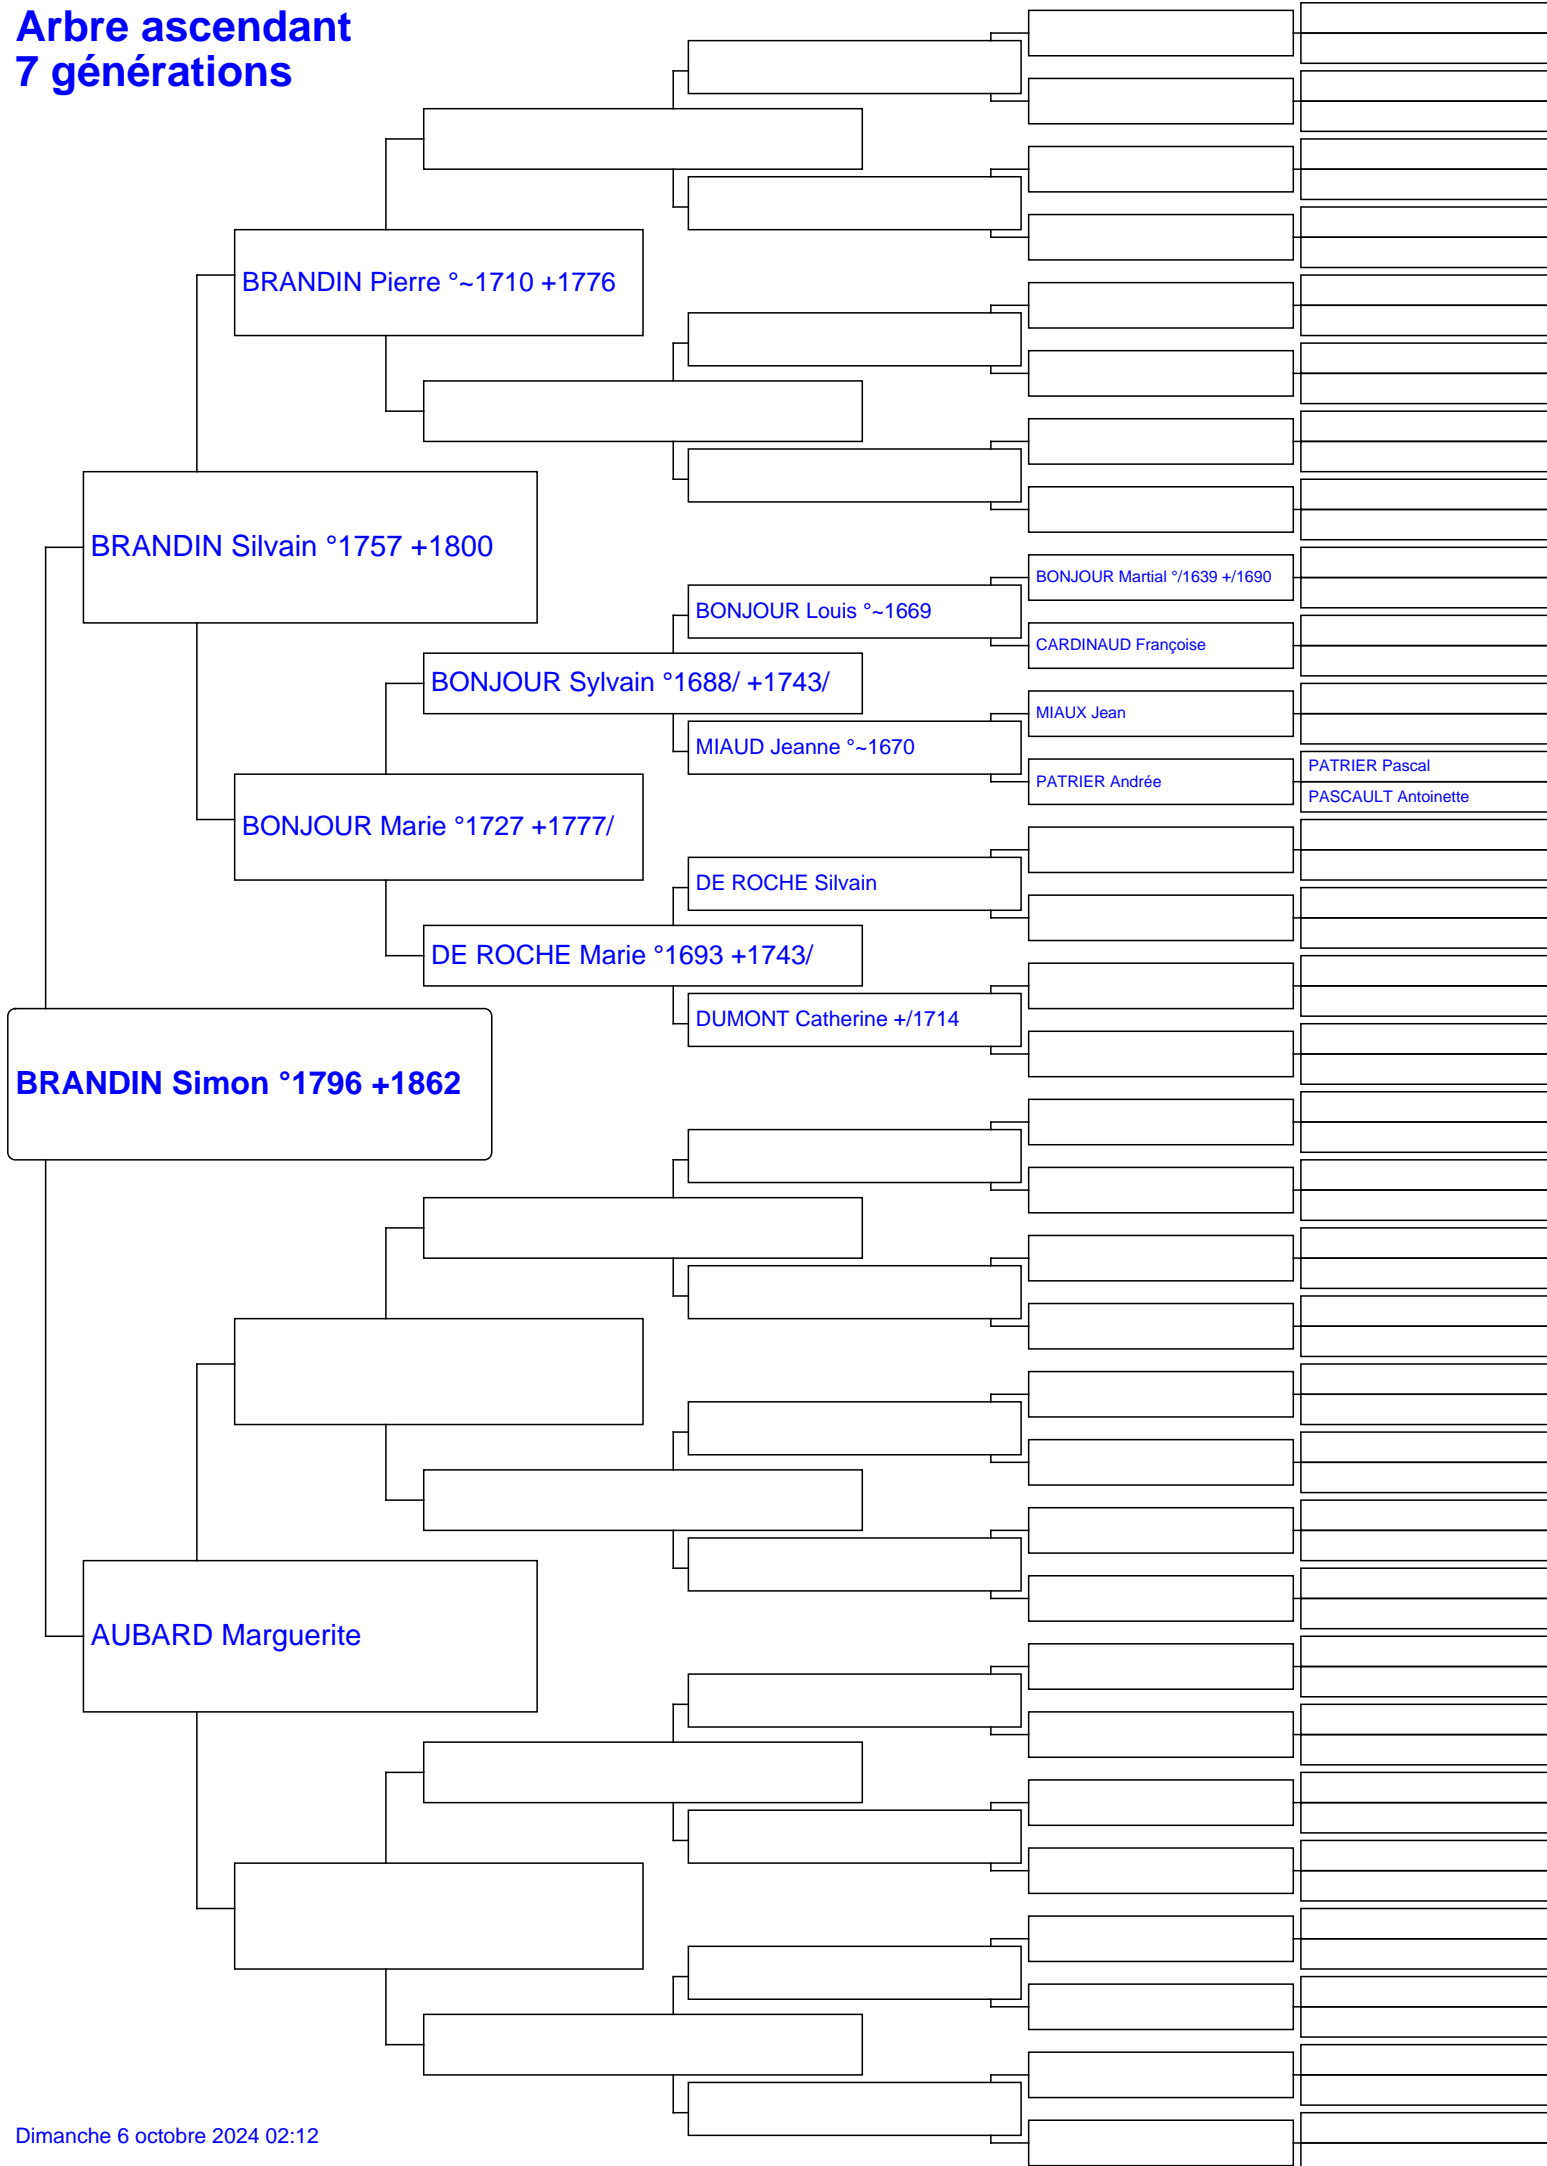 Arbre ascendant
7 générations
BRANDIN Pierre °~1710 +1776
BRANDIN Silvain °1757 +1800
BONJOUR Martial °/1639 +/1690
BONJOUR Louis °~1669
CARDINAUD Françoise
BONJOUR Sylvain °1688/ +1743/
MIAUX Jean
MIAUD Jeanne °~1670
PATRIER Pascal
PATRIER Andrée
PASCAULT Antoinette
BONJOUR Marie °1727 +1777/
DE ROCHE Silvain
DE ROCHE Marie °1693 +1743/
DUMONT Catherine +/1714
BRANDIN Simon °1796 +1862
AUBARD Marguerite
Dimanche 6 octobre 2024 02:12